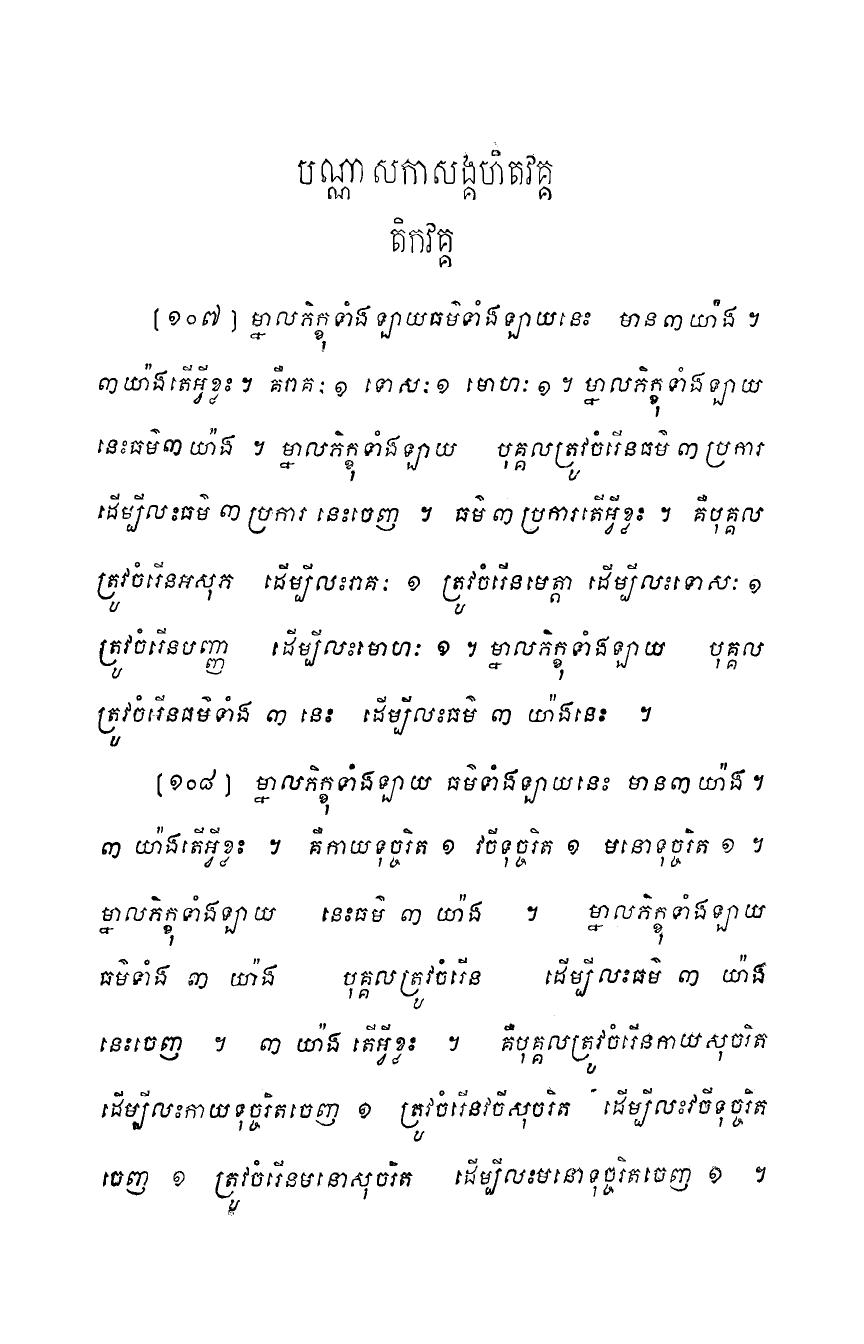 បណ្ណាសកាសង្គហិតវគ្គ
តិកវគ្គ
[១០៧] ម្នាលភិក្ខុទាំងឡាយធម៌ទាំងឡាយនេះ មាន៣យ៉ាង ។
៣យ៉ាងតើអ្វីខ្លះ ។ គឺរាគៈ ១ ទោសៈ ១ មោហៈ ១ ។ ម្នាលភិក្ខុទាំងឡាយ
នេះធម៌៣យ៉ាង ។ ម្នាលភិក្ខុទាំងឡាយ បុគ្គលត្រូវចំរើនធម៌ ៣ ប្រការ
ដើម្បីលះធម៌ ៣ ប្រការ នេះចេញ ។ ធម៌ ៣ ប្រការតើអ្វីខ្លះ ។ គឺបុគ្គល
ត្រូវចំរើនអសុភ ដើម្បីលះរាគៈ ១ ត្រូវចំរើនមេត្តា ដើម្បីលះទោសៈ ១
ត្រូវចំរើនបញ្ញា ដើម្បីលះមោហៈ ១ ។ ម្នាលភិក្ខុទាំងឡាយ បុគ្គល
ត្រូវចំរើនធម៌ទាំង ៣ នេះ ដើម្បីលះធម៌ ៣ យ៉ាងនេះ ។
[១០៨] ម្នាលភិក្ខុទាំងឡាយ ធម៌ទាំងឡាយនេះ មាន៣យ៉ាង ។
៣ យ៉ាងតើអ្វីខ្លះ ។ គឺកាយទុច្ចរិត ១ វចីទុច្ចរិត ១ មនោទុច្ចរិត ១ ។
ម្នាលភិក្ខុទាំងឡាយ នេះធម៌ ៣ យ៉ាង ។ ម្នាលភិក្ខុទាំងឡាយ
ធម៌ទាំង ៣ យ៉ាង បុគ្គលត្រូវចំរើន ដើម្បីលះធម៌ ៣ យ៉ាង
នេះចេញ ។ ៣ យ៉ាង តើអ្វីខ្លះ ។ គឺបុគ្គលត្រូវចំរើនកាយសុចរិត
ដើម្បីលះកាយទុច្ចរិតចេញ ១ ត្រូវចំរើនវចីសុចរិត ដើម្បីលះវចីទុច្ចរិត
ចេញ ១ ត្រូវចំរើនមនោសុចរិត ដើម្បីលះមនោទុច្ចរិតចេញ ១ ។